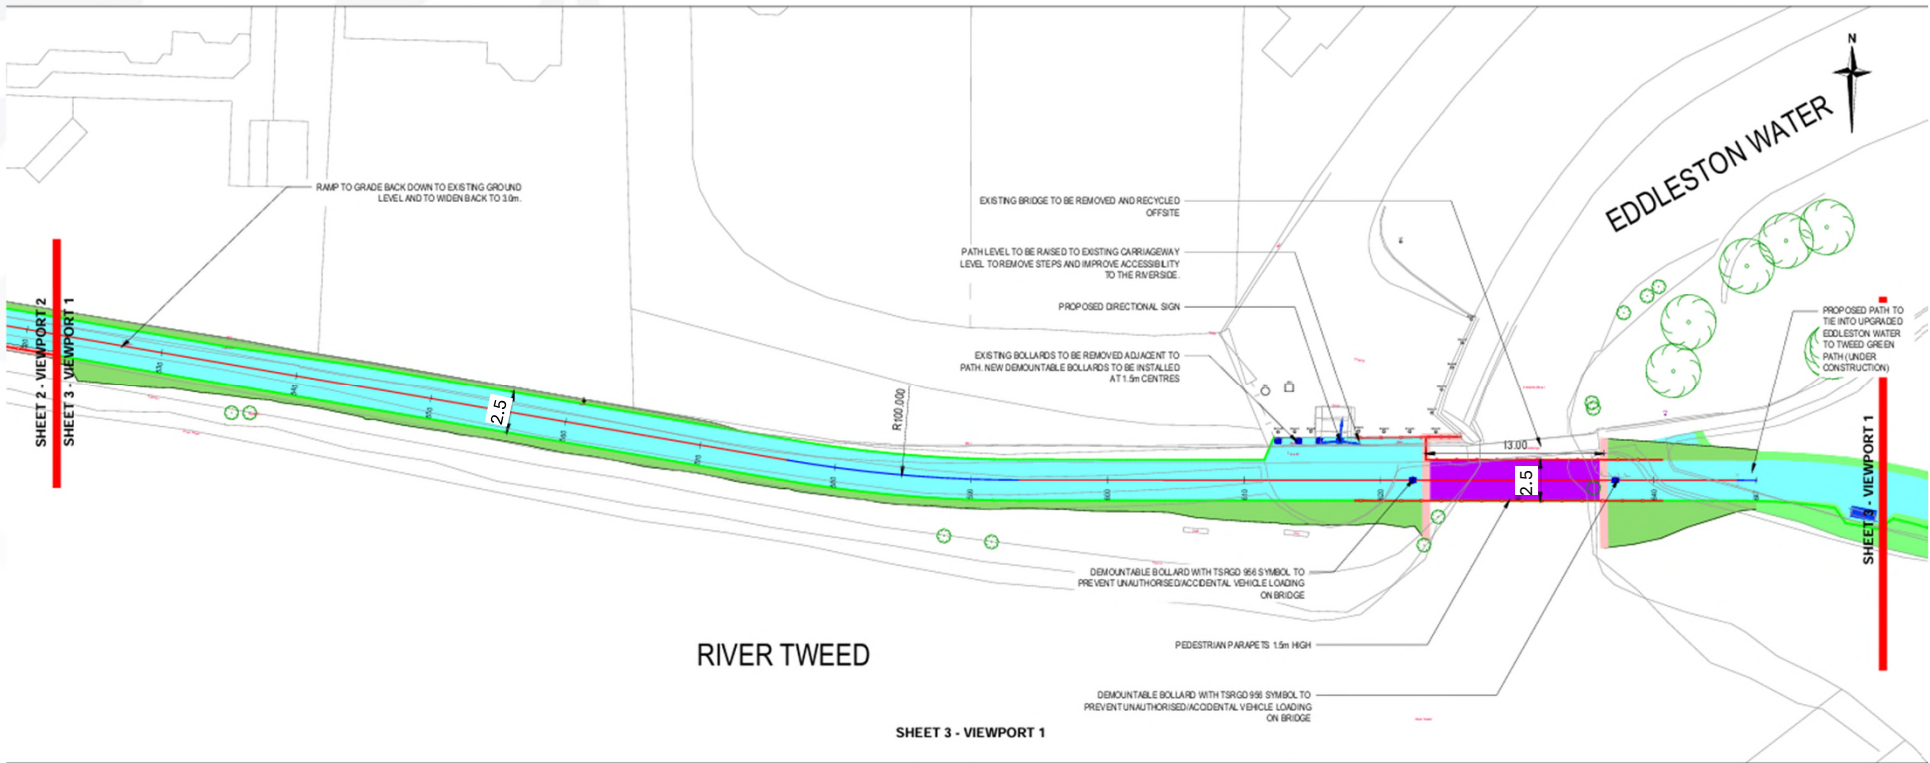 N
EDDLESTON WATER
RAMP TO GRADE BACK DOWN TO EXISTING GROUND
LEVEL AND TO WIDEN BACK TO 3.0m.
EXISTING BRIDGE TO BE REMOVED AND RECYCLED
OFFSITE
PATH LEVEL TO BE RAISED TO EXISTING CARRIAGEWAY
LEVEL TO REMOVE STEPS AND IMPROVE ACCESSIBILITY
TO THE RIVERSIDE.
PROPOSED DIRECTIONAL SIGN
EXISTING BOLLARDS TO BE REMOVED ADJACENT TO
PATH. NEW DEMOUNTABLE BOLLARDS TO BE INSTALLED
AT 1.5m CENTRES
PROPOSED PATH TO
TIE INTO UPGRADED
EDDLESTON WATER
TO TWEED GREEN
PATH (UNDER
CONSTRUCTION)
SHEET 2 - VIEWPORT 2
SHEET 3 - VIEWPORT 1
2.5
R100.000
13.00
2.5
600
610
620
640
SHEET 3 - VIEWPORT 1
DEMOUNTABLE BOLLARD WITH TSRGD 956 SYMBOL TO
PREVENT UNAUTHORISED/ACCIDENTAL VEHICLE LOADING
ON BRIDGE
PEDESTRIAN PARAPETS 1.5m HIGH
RIVER TWEED
DEMOUNTABLE BOLLARD WITH TSRGD 956 SYMBOL TO
PREVENT UNAUTHORISED/ACCIDENTAL VEHICLE LOADING
ON BRIDGE
SHEET 3 - VIEWPORT 1